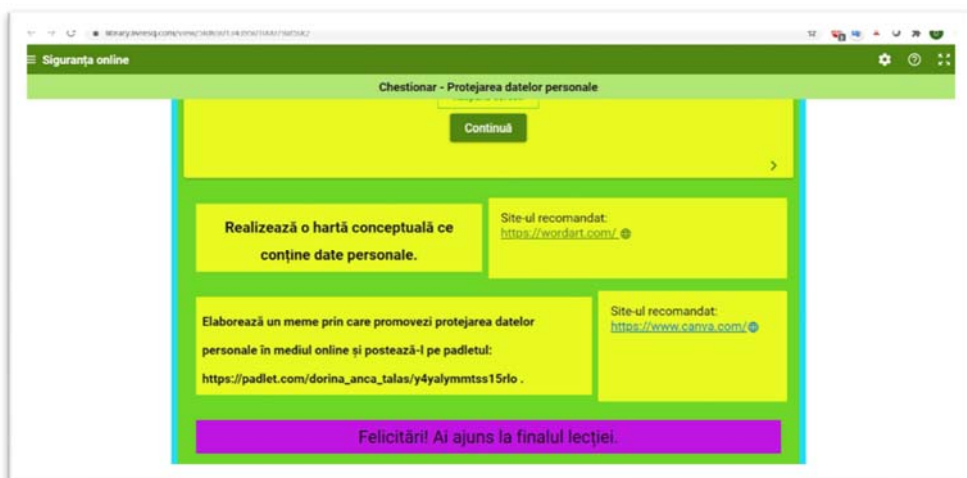 Siguranța online
Chestionar - Protejarea datelor personale
Continuă
Realizează o hartă conceptuală ce
conține date personale.
Site-ul recomandat:
https://wordart.com/
Elaborează un meme prin care promovezi protejarea datelor
personale în mediul online și postează-l pe padletul:
https://padlet.com/dorina_anca_talas/y4yalymmtss15rlo .
Site-ul recomandat:
https://www.canva.com/
Felicitări! Ai ajuns la finalul lecției.